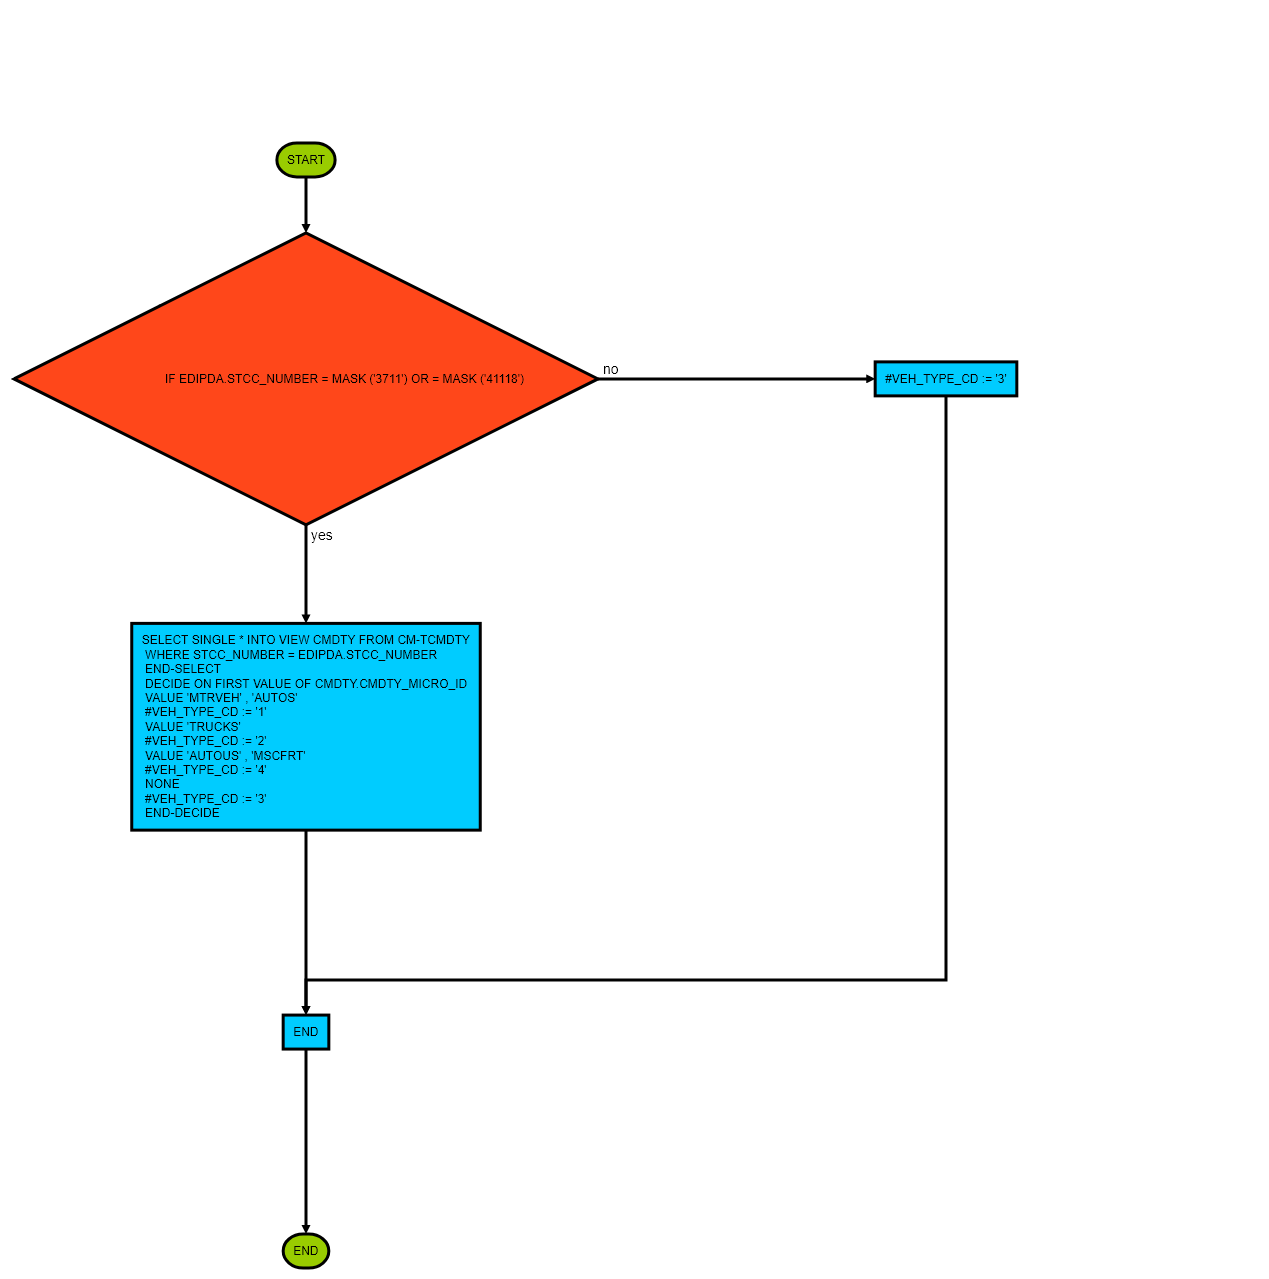 START
IF EDIPDA.STCC_NUMBER = MASK ('3711') OR = MASK ('41118')
no
#VEH_TYPE_CD := '3'
yes
SELECT SINGLE * INTO VIEW CMDTY FROM CM-TCMDTY
WHERE STCC_NUMBER = EDIPDA.STCC_NUMBER
END-SELECT
DECIDE ON FIRST VALUE OF CMDTY.CMDTY_MICRO_ID
VALUE 'MTRVEH' , 'AUTOS'
#VEH_TYPE_CD := '1'
VALUE 'TRUCKS'
#VEH_TYPE_CD := '2'
VALUE 'AUTOUS' , 'MSCFRT'
#VEH_TYPE_CD := '4'
NONE
#VEH_TYPE_CD := '3'
END-DECIDE
END
END